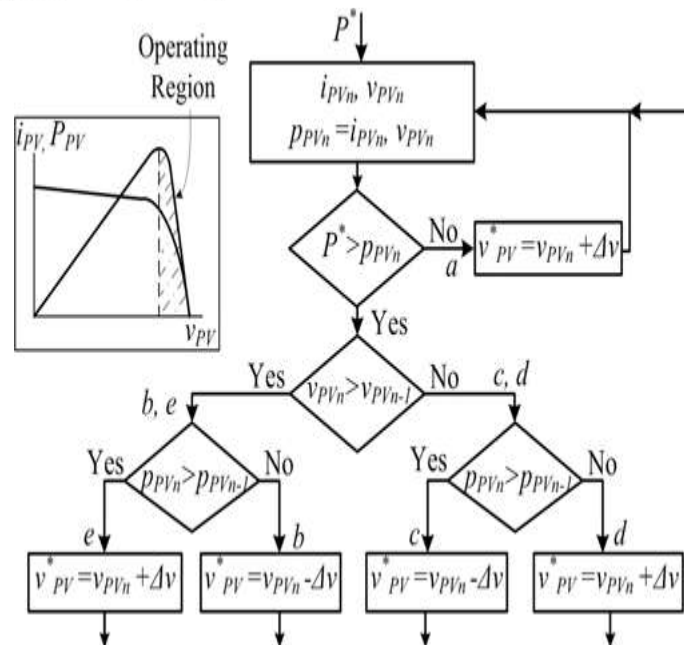 P*
Operating
Region
iPVn, vPVn
pPVn=iPVn, vPVn
iPV, PPV
vPV
P*>pPVn
No
a
v*PV=vPVn+Δv
Yes
vPVn>vPVn-1
Yes
No
b, e
c, d
pPVn>pPVn-1
Yes
No
pPVn>pPVn-1
Yes
No
e
b
c
d
v*PV=vPVn+Δv
v*PV=vPVn-Δv
v*PV=vPVn-Δv
v*PV=vPVn+Δv